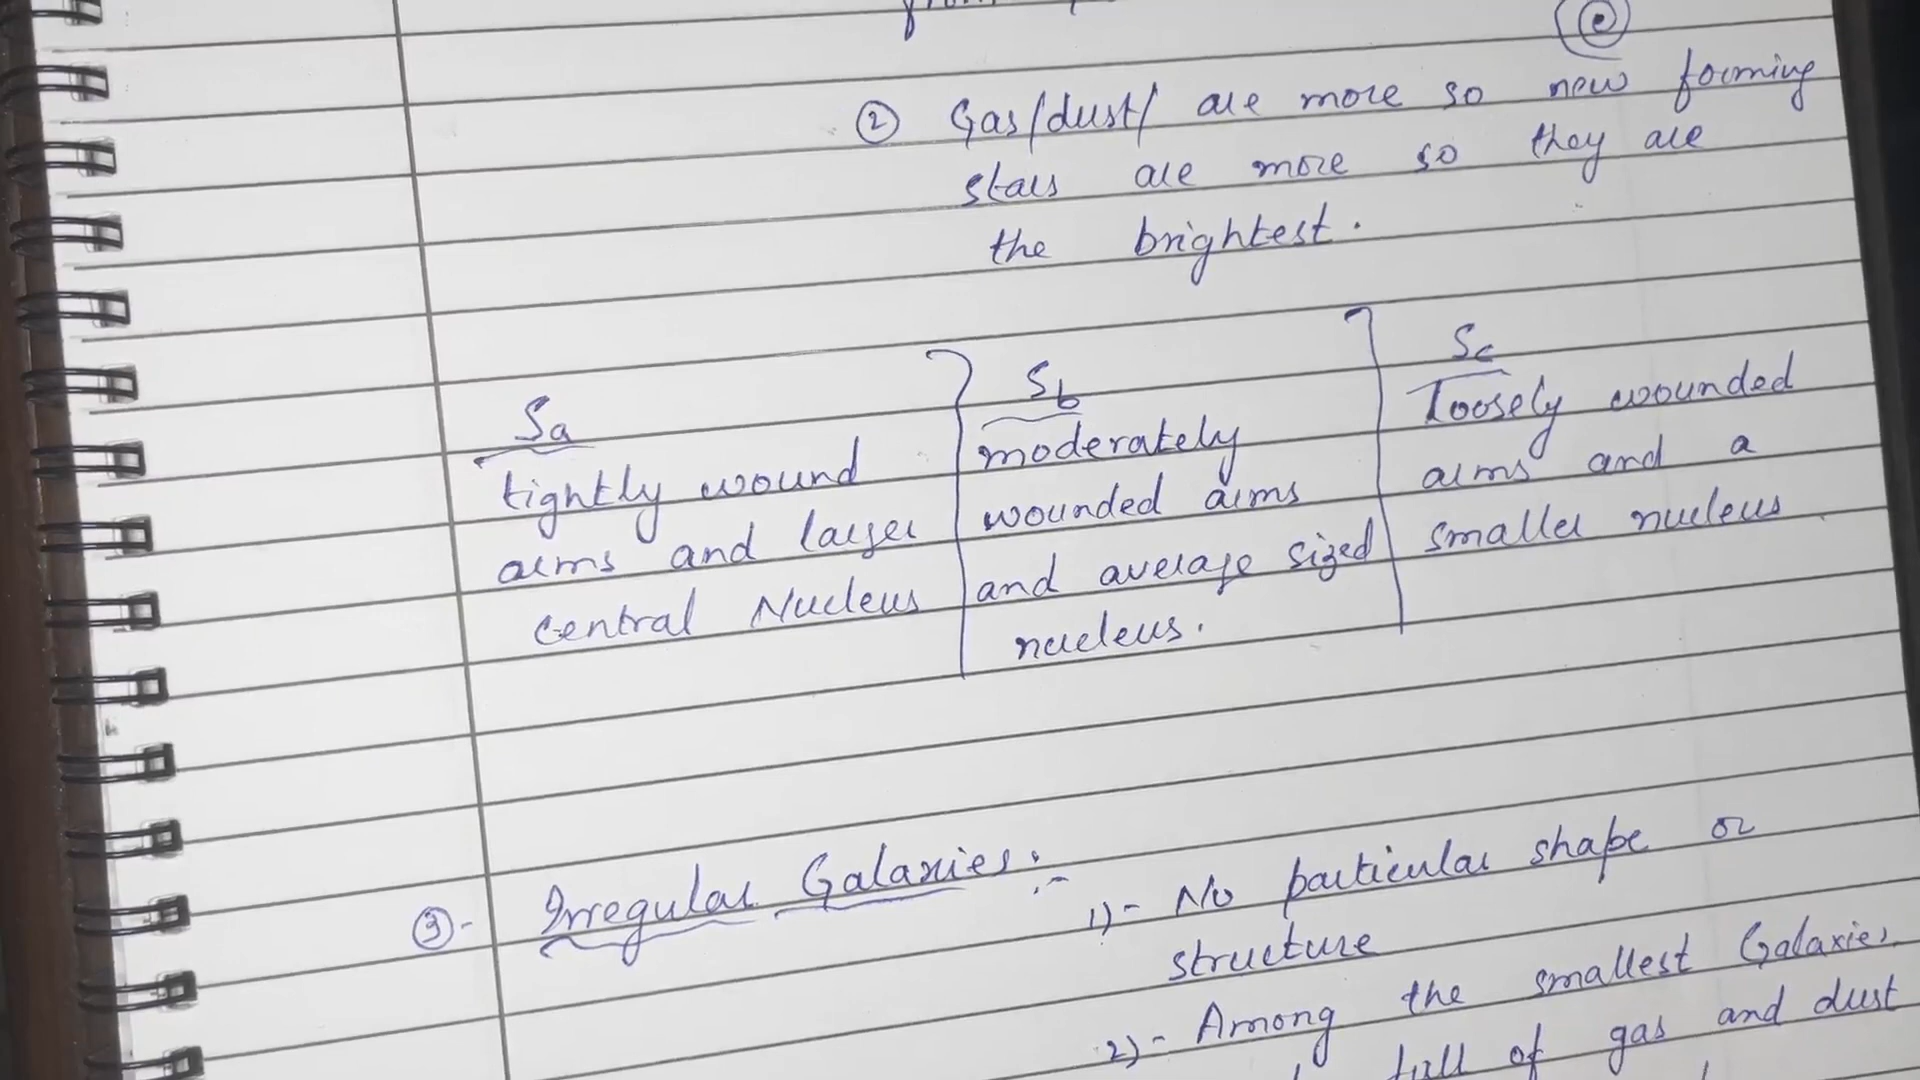 (e)
② Gas/dust/ are more so new forming
stars are more so they are
the brightest.
Sa
tightly wound
arms and larger
central Nucleus
Sb
moderately
wounded arms
and average sized
nucleus.
Sc
Loosely wounded
arms and a
smaller nucleus
③- Irregular Galaxies:- 1)- No particular shape or
structure
2)- Among the smallest Galaxies
full of gas and dust